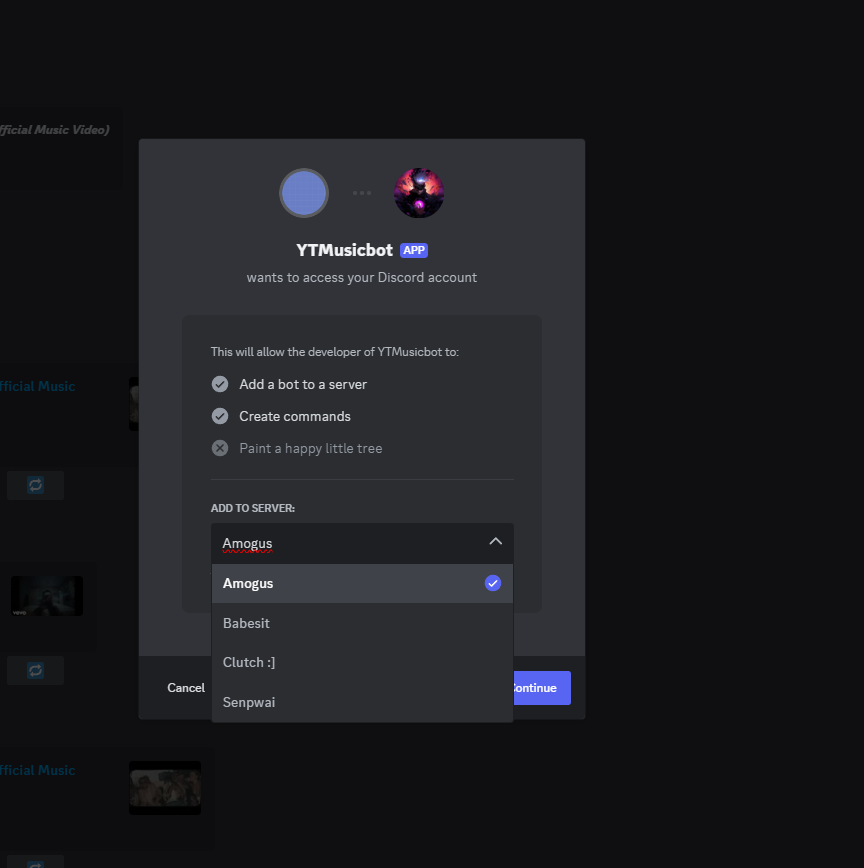 fficial Music Video)
YTMusicbot APP
wants to access your Discord account
This will allow the developer of YTMusicbot to:
Add a bot to a server
fficial Music
Create commands
Paint a happy little tree
ADD TO SERVER:
Amogus
Amogus
Babesit
Clutch :]
Cancel
ontinue
Senpwai
fficial Music